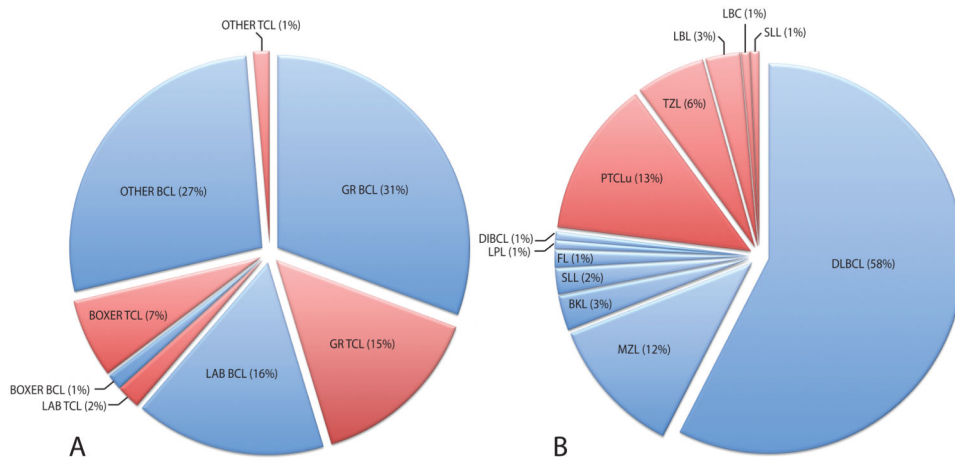 OTHER TCL (1%)
OTHER BCL (27%)
GR BCL (31%)
BOXER TCL (7%)
GR TCL (15%)
LAB BCL (16%)
BOXER BCL (1%)
LAB TCL (2%)
A
LBC (1%)
LBL (3%)
SLL (1%)
TZL (6%)
PTCLu (13%)
DIBCL (1%)
LPL (1%)
FL (1%)
DLBCL (58%)
SLL (2%)
BKL (3%)
MZL (12%)
B